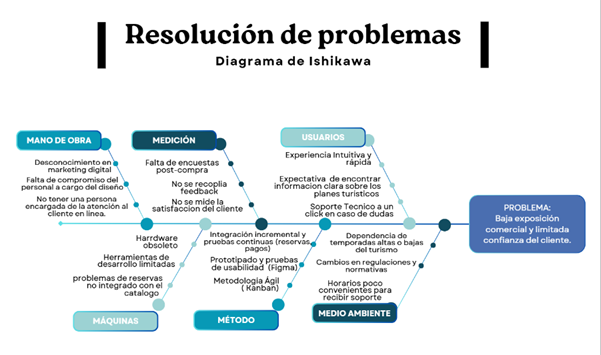 Resolución de problemas
Diagrama de Ishikawa
MANO DE OBRA
MEDICIÓN
USUARIOS
Desconocimiento en
marketing digital
Falta de compromiso del
personal a cargo del diseño
No tener una persona
encargada de la atención al
cliente en línea.
Falta de encuestas
post-compra
No se recoplia
feedback
No se mide la
satisfaccion del cliente
Experiencia Intuitiva y
rápida
Expectativa de encontrar
informacion clara sobre los
planes turisticos
Soporte Tecnico a un
click en caso de dudas
PROBLEMA:
Baja exposición
comercial y limitada
confianza del cliente.
Harrdware
obsoleto
Herramientas de
desarrollo limitadas
problemas de reservas
no integrado con el
catalogo
Integración incremental y
pruebas continuas (reservas,
pagos)
Prototipado y pruebas
de usabilidad (Figma)
Metodologia Ágil
( Kanban)
Dependencia de
temporadas altas o bajas
del turismo
Cambios en regulaciones y
normativas
Horarios poco
convenientes para
recibir soporte
MÁQUINAS
MÉTODO
MEDIO AMBIENTE